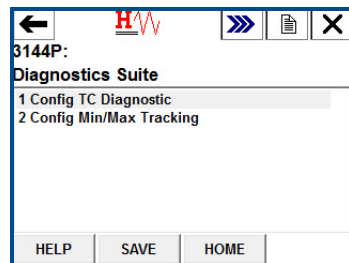 H
3144P:
Diagnostics Suite
1 Config TC Diagnostic
2 Config Min/Max Tracking
HELP SAVE HOME